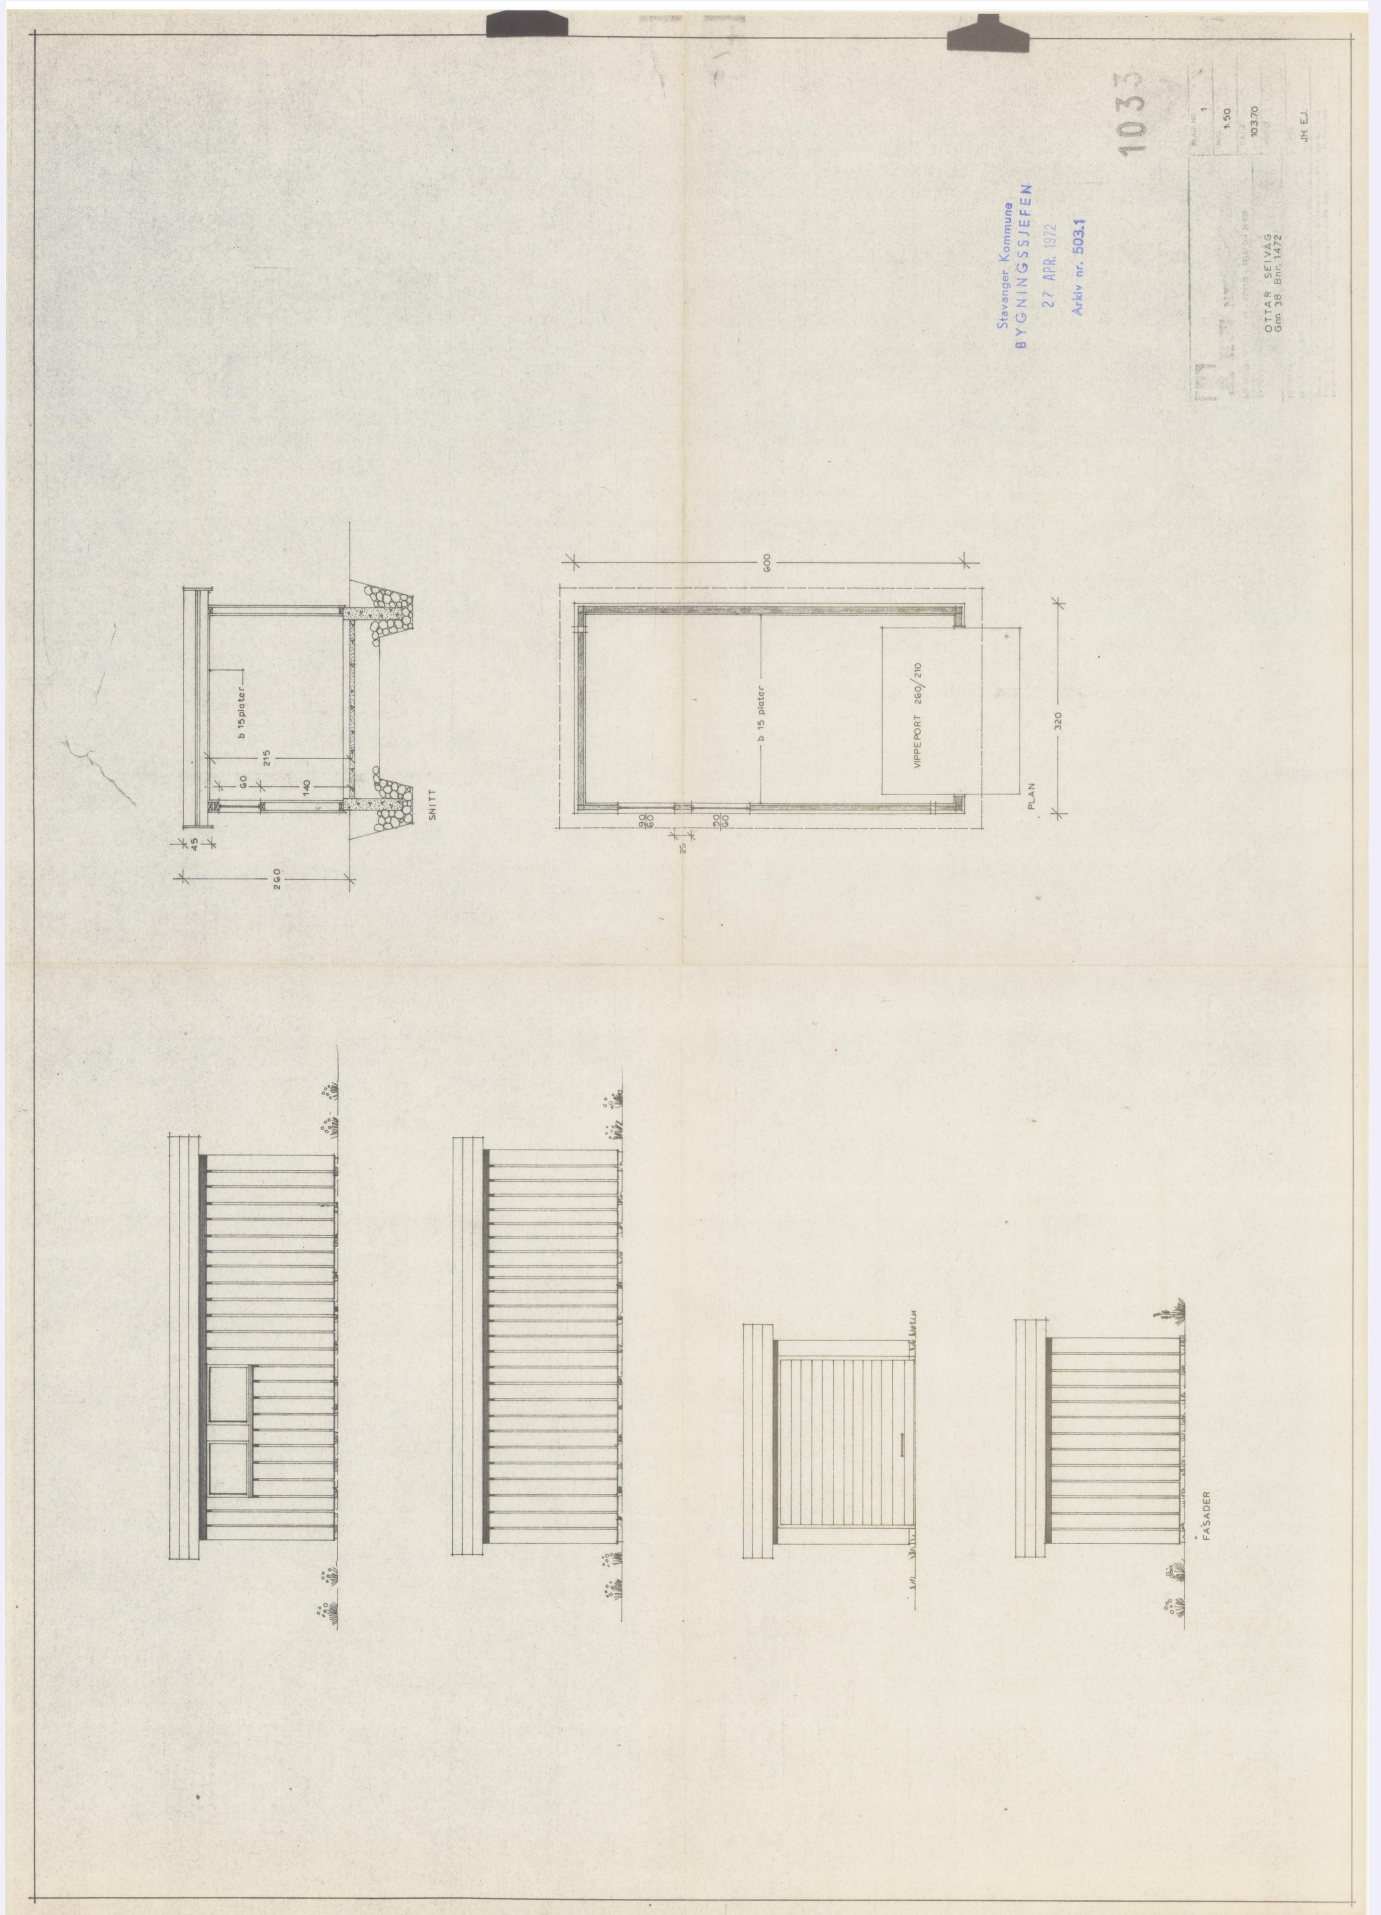 1033
1
1:50
10.3.70
JH. EJ.
OTTAR SEIVÅG
Gnr. 38. Bnr. 1472
Stavanger Kommune
BYGNINGSSJEFEN
27 APR. 1972
Arkiv nr. 503.1
45
260
60
140
215
b 15 plater
SNITT
600
320
90
60
25
90
60
b 15 plater
VIPPEPORT 260/210
PLAN
FASADER